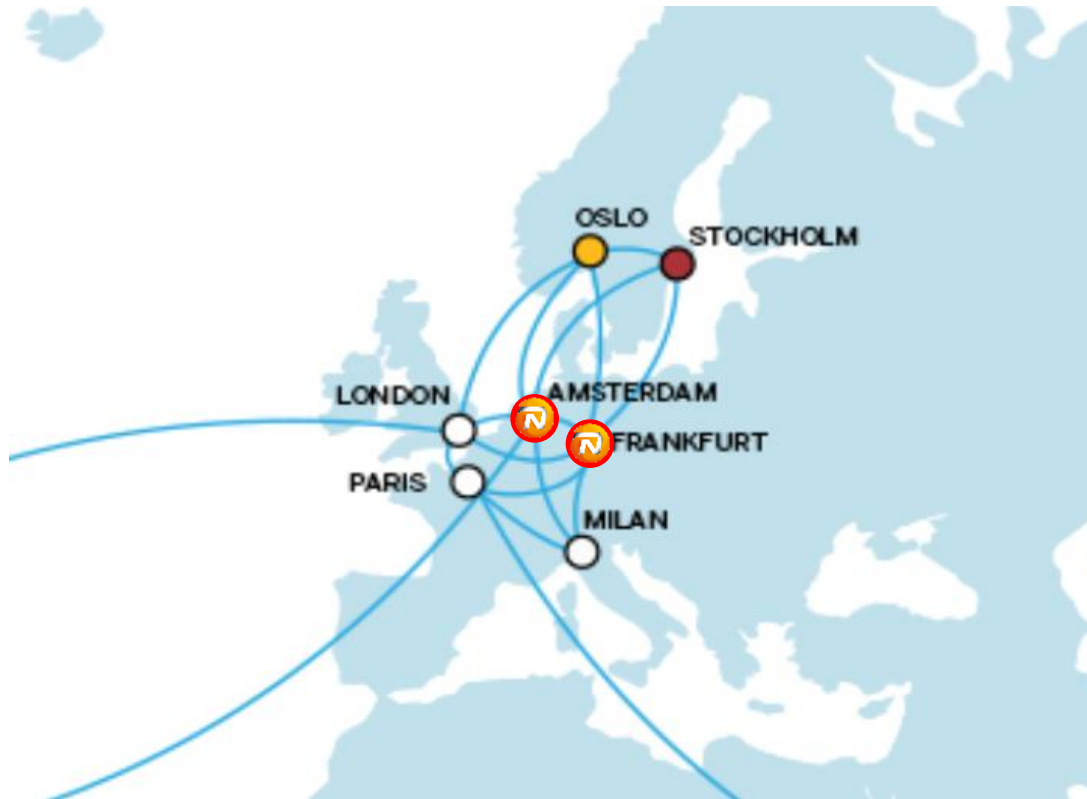 OSLO
STOCKHOLM
LONDON
AMSTERDAM
FRANKFURT
PARIS
MILAN